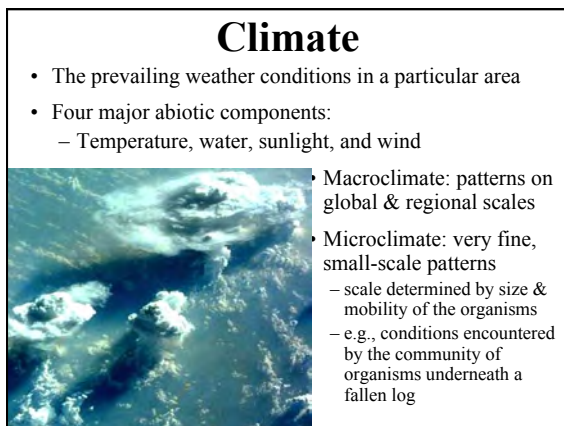 Climate
• The prevailing weather conditions in a particular area
• Four major abiotic components:
– Temperature, water, sunlight, and wind
• Macroclimate: patterns on
global & regional scales
• Microclimate: very fine,
small-scale patterns
– scale determined by size &
mobility of the organisms
– e.g., conditions encountered
by the community of
organisms underneath a
fallen log